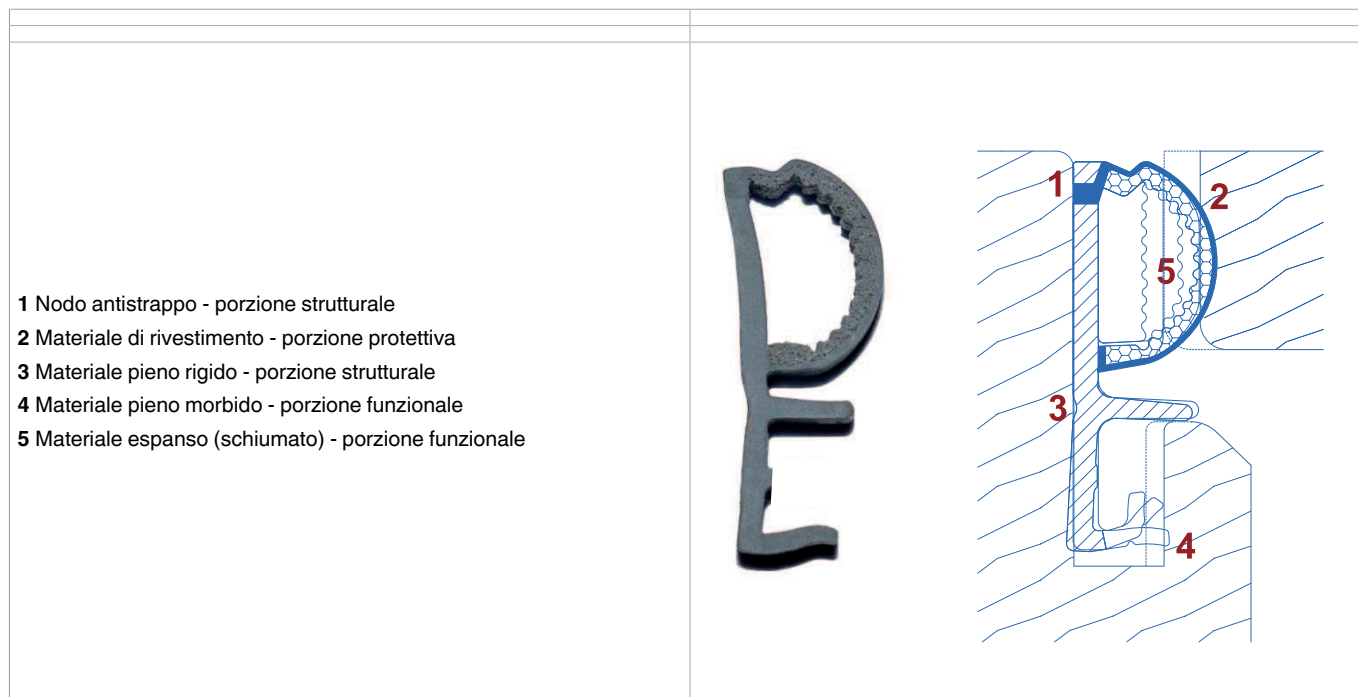 1 Nodo antistrappo - porzione strutturale
2 Materiale di rivestimento - porzione protettiva
3 Materiale pieno rigido - porzione strutturale
4 Materiale pieno morbido - porzione funzionale
5 Materiale espanso (schiumato) - porzione funzionale
1
2
5
3
4